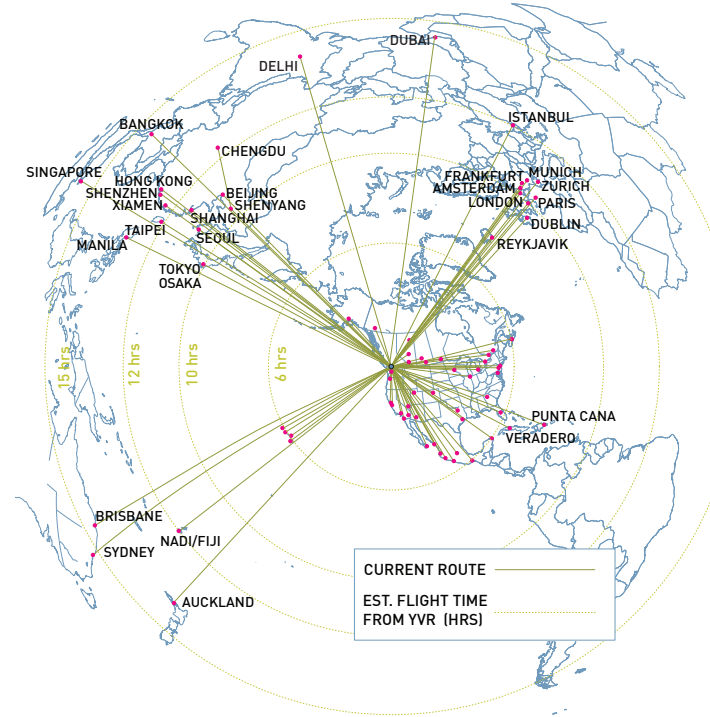 DUBAI
DELHI
ISTANBUL
BANGKOK
CHENGDU
SINGAPORE
HONG KONG
SHENZHEN
XIAMEN
BEIJING
SHENYANG
SHANGHAI
TAIPEI
SEOUL
MANILA
TOKYO
OSAKA
FRANKFURT
MUNICH
AMSTERDAM
ZURICH
LONDON
PARIS
DUBLIN
REYKJAVIK
15 hrs
12 hrs
10 hrs
6 hrs
PUNTA CANA
VERADERO
BRISBANE
SYDNEY
NADI/FIJI
AUCKLAND
CURRENT ROUTE
EST. FLIGHT TIME
FROM YVR (HRS)